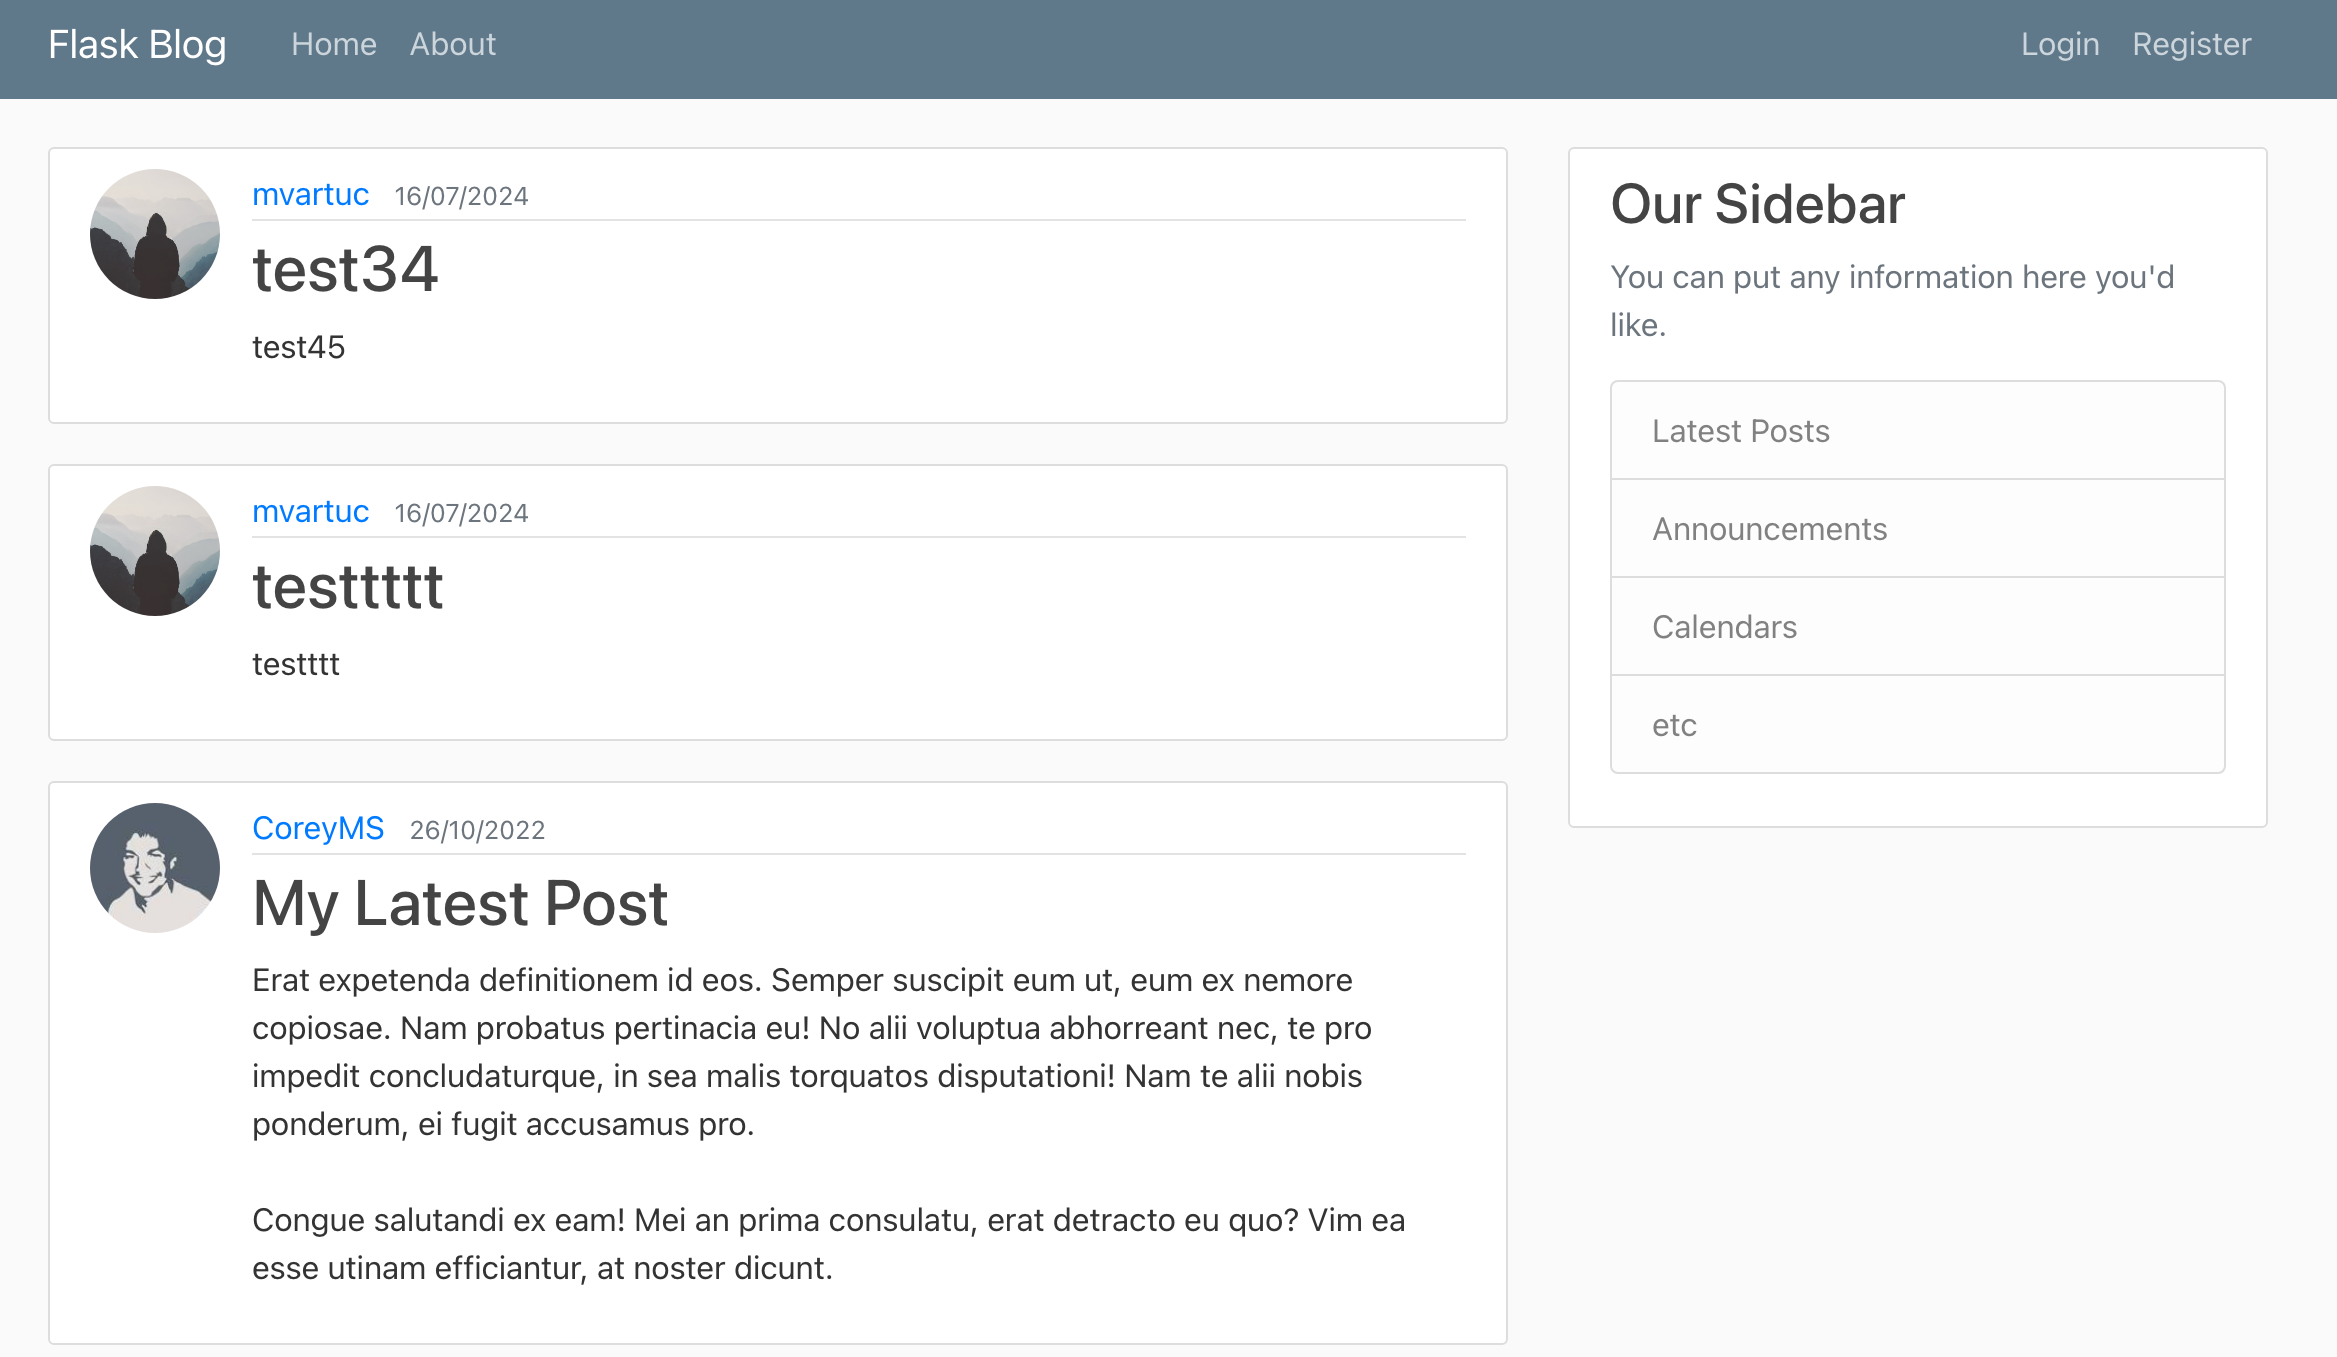 Flask Blog Home About Login Register
mvartuc 16/07/2024
test34
test45
mvartuc 16/07/2024
testtttt
testttt
CoreyMS 26/10/2022
My Latest Post
Erat expetenda definitionem id eos. Semper suscipit eum ut, eum ex nemore
copiosae. Nam probatus pertinacia eu! No alii voluptua abhorreant nec, te pro
impedit concludaturque, in sea malis torquatos disputationi! Nam te alii nobis
ponderum, ei fugit accusamus pro.
Congue salutandi ex eam! Mei an prima consulatu, erat detracto eu quo? Vim ea
esse utinam efficiantur, at noster dicunt.
Our Sidebar
You can put any information here you'd
like.
Latest Posts
Announcements
Calendars
etc